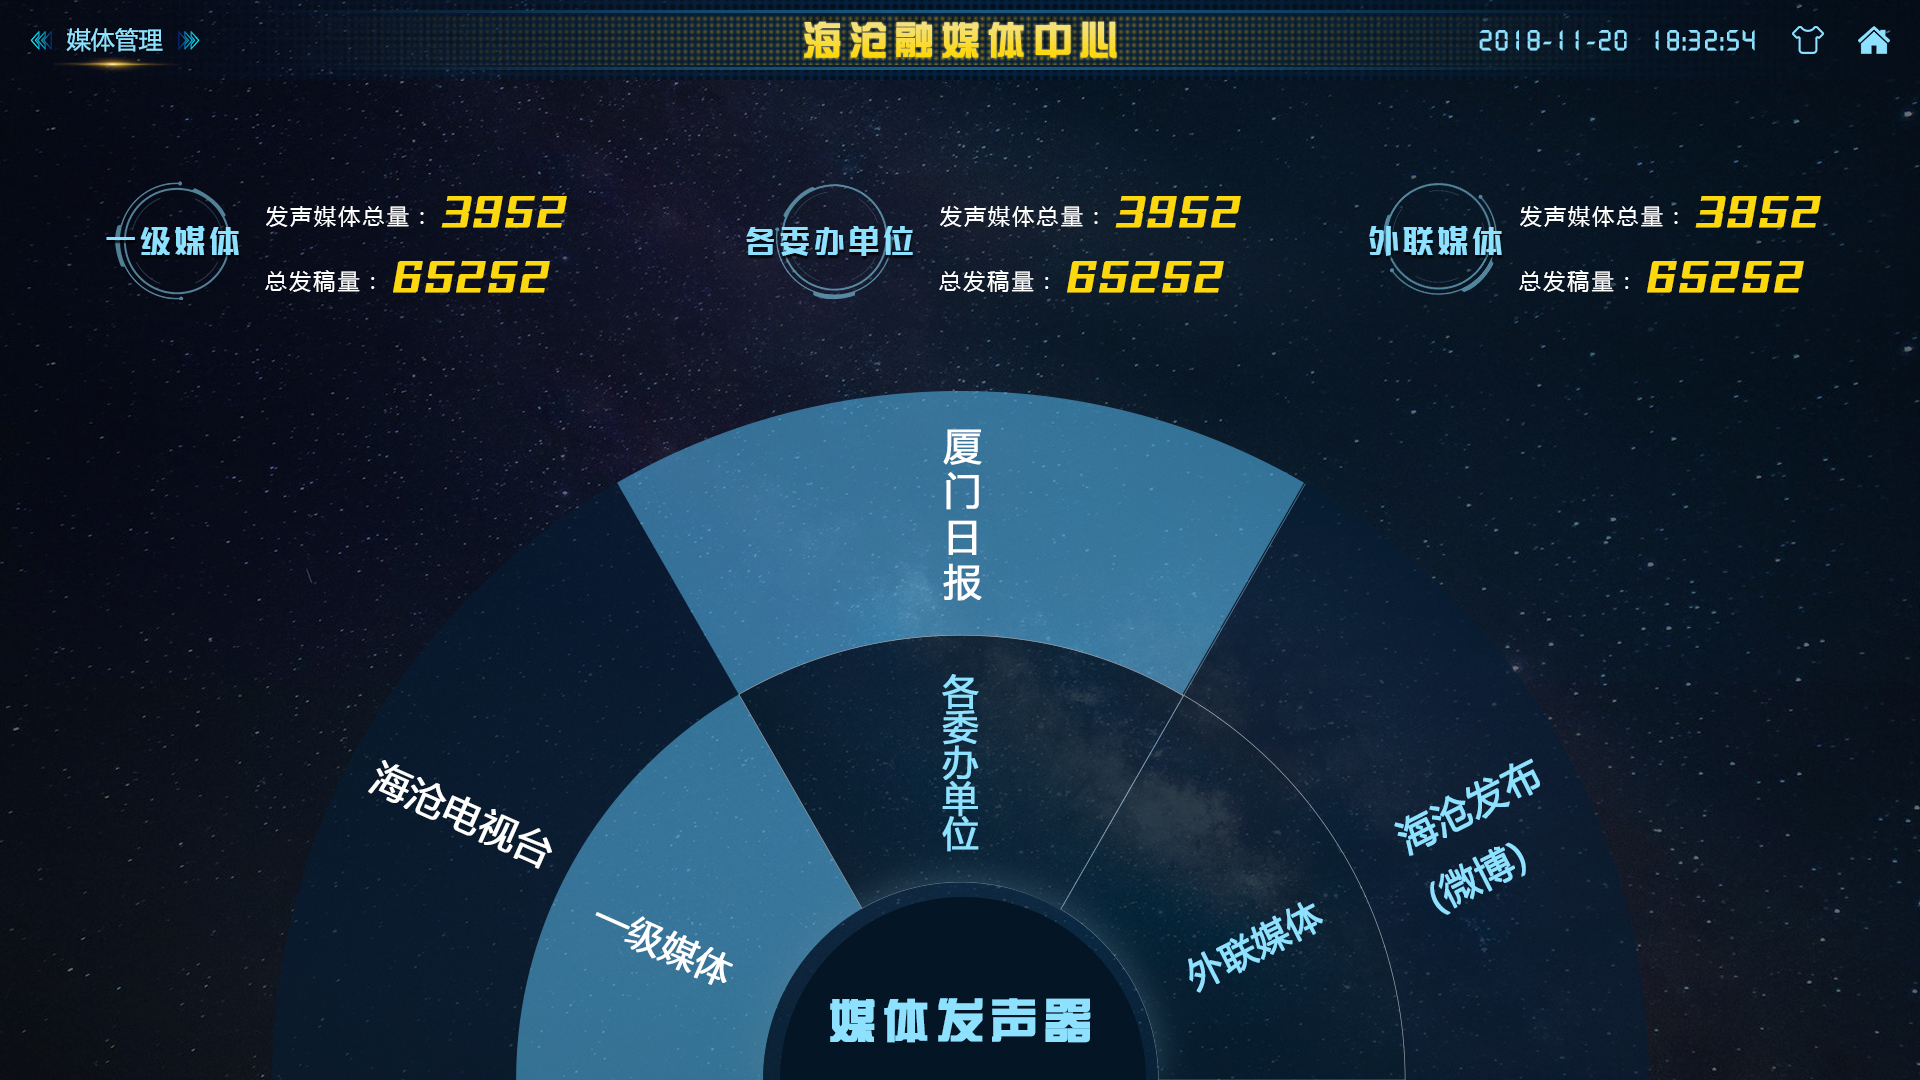 媒体管理
海沧融媒体中心
2018-11-20 18:32:54
一级媒体
发声媒体总量：3952
总发稿量：65252
各委办单位
发声媒体总量：3952
总发稿量：65252
外联媒体
发声媒体总量：3952
总发稿量：65252
厦门日报
各委办单位
海沧电视台
一级媒体
海沧发布
(微博)
外联媒体
媒体发声器